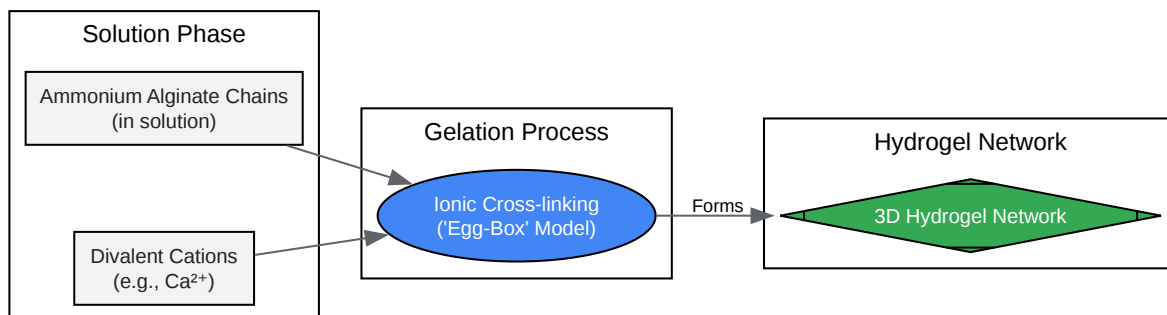 Solution Phase
Ammonium Alginate Chains
(in solution)
Divalent Cations
(e.g., Ca²⁺)
Gelation Process
Ionic Cross-linking
('Egg-Box' Model)
Forms
Hydrogel Network
3D Hydrogel Network